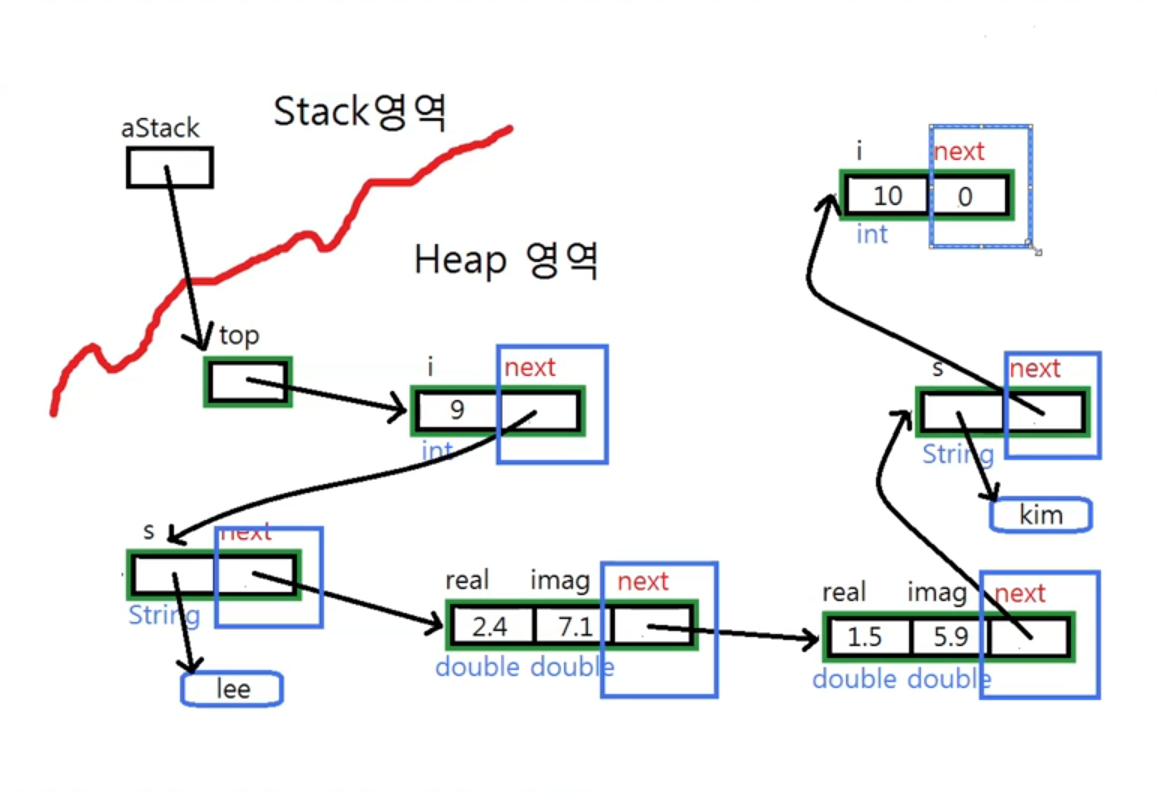 Stack영역
aStack
Heap 영역
top
i next
9
int
s next
String
lee
real imag next
2.4 7.1
double double
real imag next
1.5 5.9
double double
s next
String
kim
i next
10 0
int